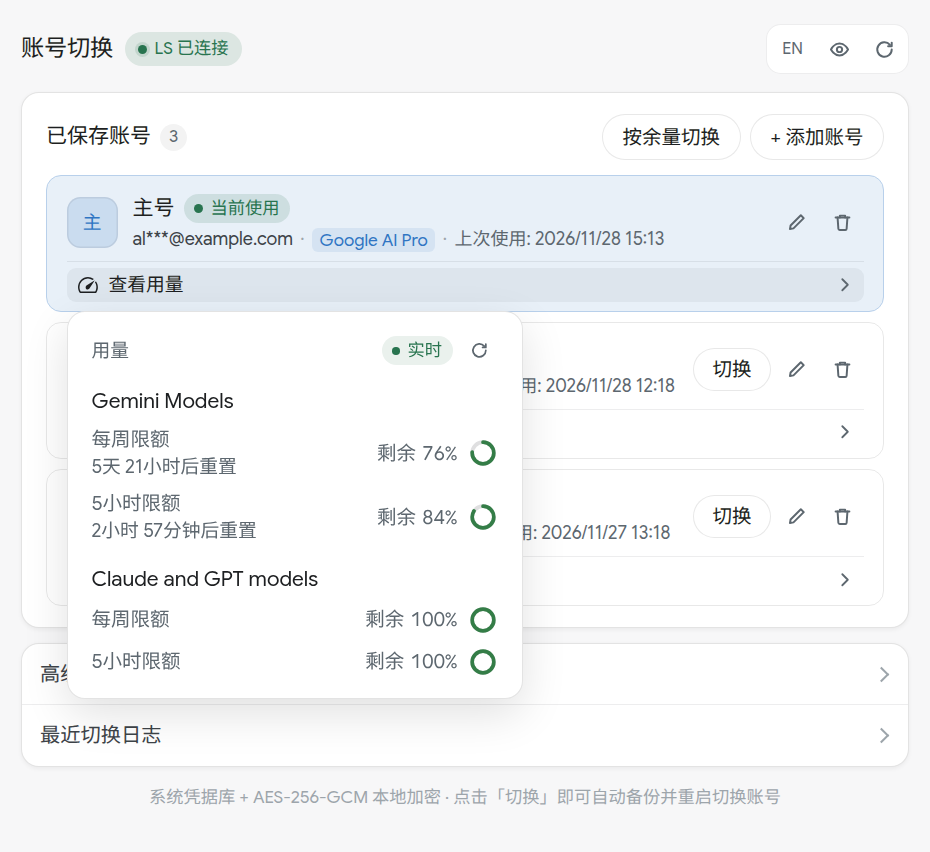 账号切换
LS 已连接
EN
已保存账号
3
按余量切换
+ 添加账号
主
主号
当前使用
al***@example.com · Google AI Pro · 上次使用: 2026/11/28 15:13
查看用量
用量
实时
Gemini Models
每周限额
5天 21小时后重置
剩余 76%
5小时限额
2小时 57分钟后重置
剩余 84%
Claude and GPT models
每周限额
剩余 100%
5小时限额
剩余 100%
用: 2026/11/28 12:18
切换
用: 2026/11/27 13:18
切换
高
最近切换日志
系统凭据库 + AES-256-GCM 本地加密 · 点击「切换」即可自动备份并重启切换账号